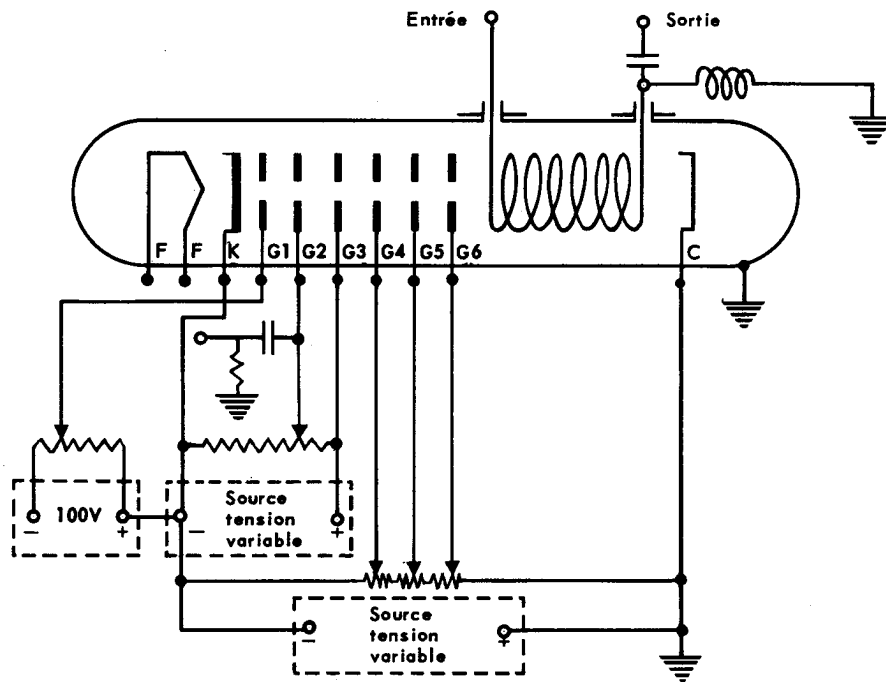 Entrée
Sortie
F
F
K
G1
G2
G3
G4
G5
G6
C
100V
−
+
Source
tension
variable
−
+
Source
tension
variable
−
+